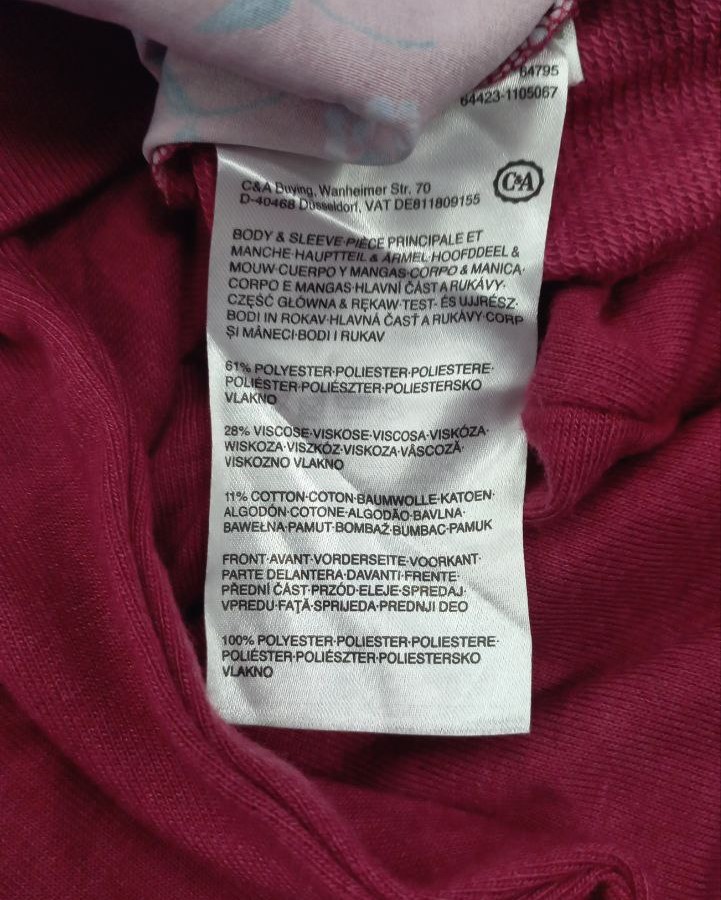 64795
64423-1105067
C&A
C&A Buying, Wanheimer Str. 70
D-40468 Düsseldorf, VAT DE811809155
BODY & SLEEVE·PIÈCE PRINCIPALE ET
MANCHE·HAUPTTEIL & ÄRMEL·HOOFDDEEL &
MOUW·CUERPO Y MANGAS·CORPO & MANICA·
CORPO E MANGAS·HLAVNÍ ČÁST A RUKÁVY·
CZĘŚĆ GŁÓWNA & RĘKAW·TEST- ÉS UJJRÉSZ·
BODI IN ROKAV·HLAVNÁ ČASŤ A RUKÁVY·CORP
ȘI MÂNECI·BODI I RUKAV
61% POLYESTER·POLIESTER·POLIESTERE·
POLIÉSTER·POLIÉSZTER·POLIESTERSKO
VLAKNO
28% VISCOSE·VISKOSE·VISCOSA·VISKÓZA·
WISKOZA·VISZKÓZ·VISKOZA·VÂSCOZĂ·
VISKOZNO VLAKNO
11% COTTON·COTON·BAUMWOLLE·KATOEN·
ALGODÓN·COTONE·ALGODÃO·BAVLNA·
BAWEŁNA·PAMUT·BOMBAŽ·BUMBAC·PAMUK
FRONT·AVANT·VORDERSEITE·VOORKANT·
PARTE DELANTERA·DAVANTI·FRENTE·
PŘEDNÍ ČÁST·PRZÓD·ELEJE·SPREDAJ·
VPREDU·FAȚĂ·SPRIJEDA·PREDNJI DEO
100% POLYESTER·POLIESTER·POLIESTERE·
POLIÉSTER·POLIÉSZTER·POLIESTERSKO
VLAKNO